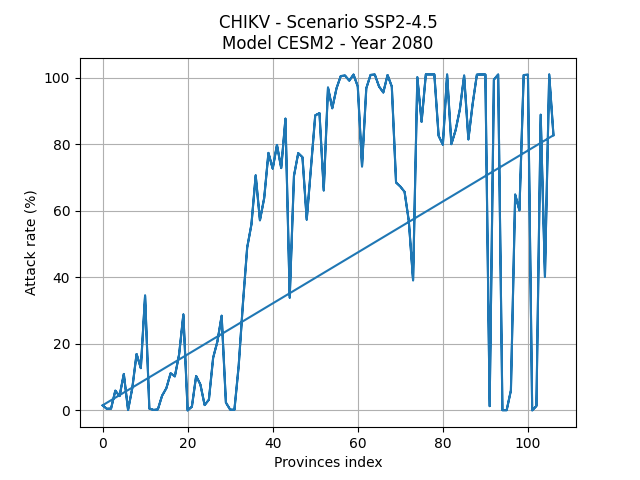 CHIKV - Scenario SSP2-4.5
Model CESM2 - Year 2080
100
80
60
40
20
0
Attack rate (%)
0 20 40 60 80 100
Provinces index